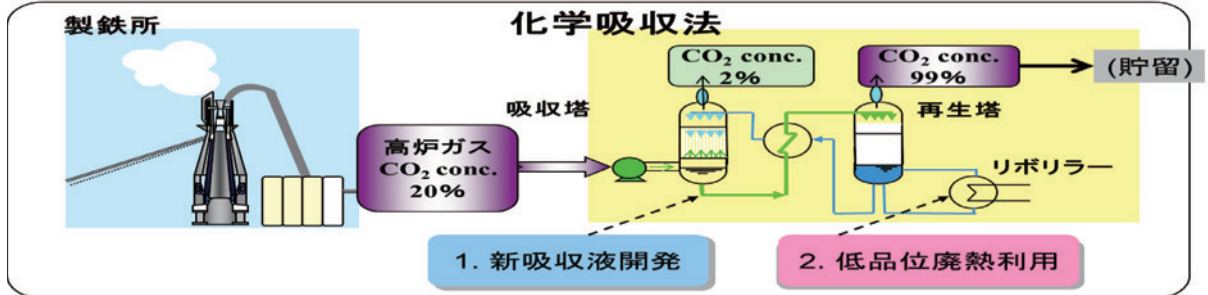 製鉄所
化学吸収法
CO₂ conc.
2%
CO₂ conc.
99%
(貯留)
吸収塔
再生塔
高炉ガス
CO₂ conc.
20%
リボリラー
1. 新吸収液開発
2. 低品位廃熱利用